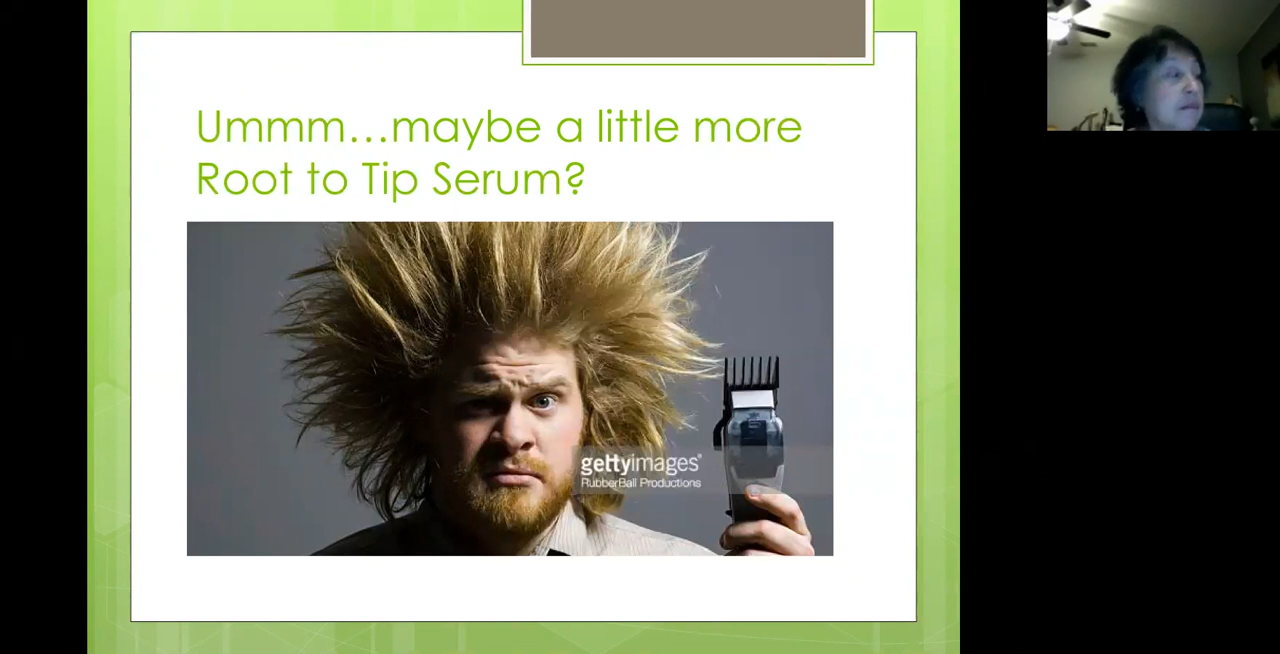 Ummm...maybe a little more
Root to Tip Serum?
gettyimages®
RubberBall Productions